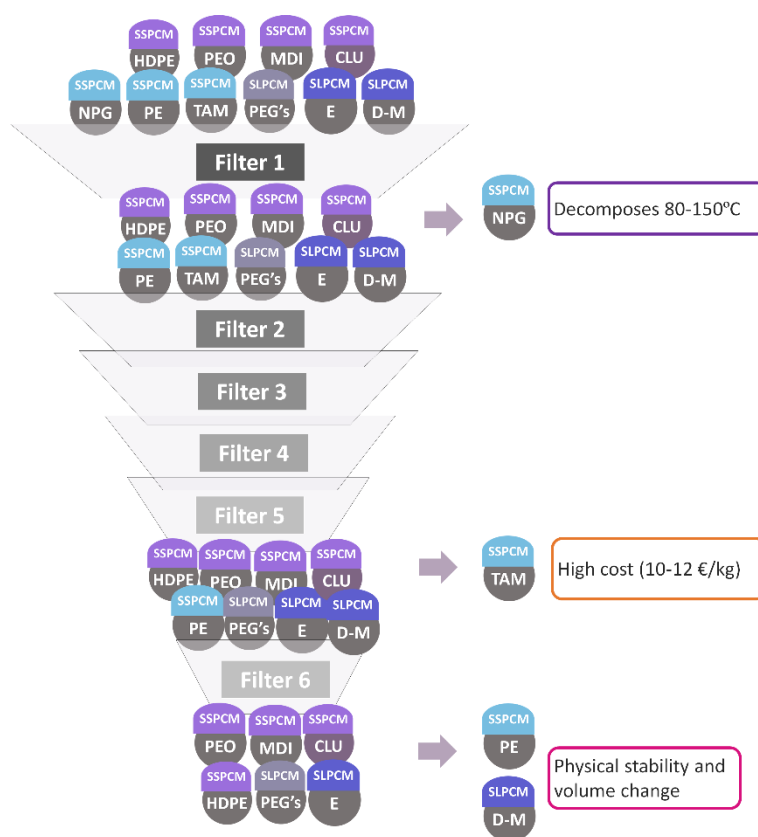 SSPCM SSPCM SSPCM SSPCM
HDPE PEO MDI CLU
SSPCM SSPCM SSPCM SLPCM SLPCM SLPCM
NPG PE TAM PEG's E D-M
Filter 1
SSPCM SSPCM SSPCM SSPCM
HDPE PEO MDI CLU
SSPCM SSPCM SLPCM SLPCM SLPCM
PE TAM PEG's E D-M
SSPCM
NPG
Decomposes 80-150ºC
Filter 2
Filter 3
Filter 4
Filter 5
SSPCM SSPCM SSPCM SSPCM
HDPE PEO MDI CLU
SSPCM SLPCM SLPCM SLPCM
PE PEG's E D-M
SSPCM
TAM
High cost (10-12 €/kg)
Filter 6
SSPCM SSPCM SSPCM
PEO MDI CLU
SSPCM SLPCM SLPCM
HDPE PEG's E
SSPCM
PE
SLPCM
D-M
Physical stability and
volume change